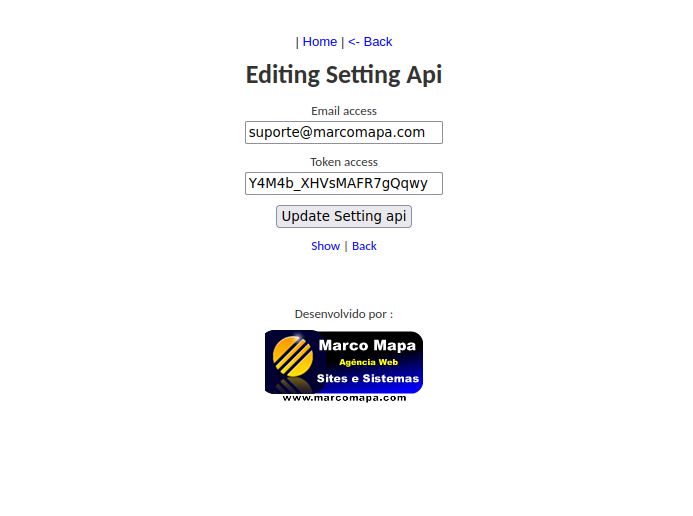 | Home | <- Back
Editing Setting Api
Email access
suporte@marcomapa.com
Token access
Y4M4b_XHVsMAFR7gQqwy
Update Setting api
Show | Back
Desenvolvido por :
Marco Mapa
Agência Web
Sites e Sistemas
www.marcomapa.com